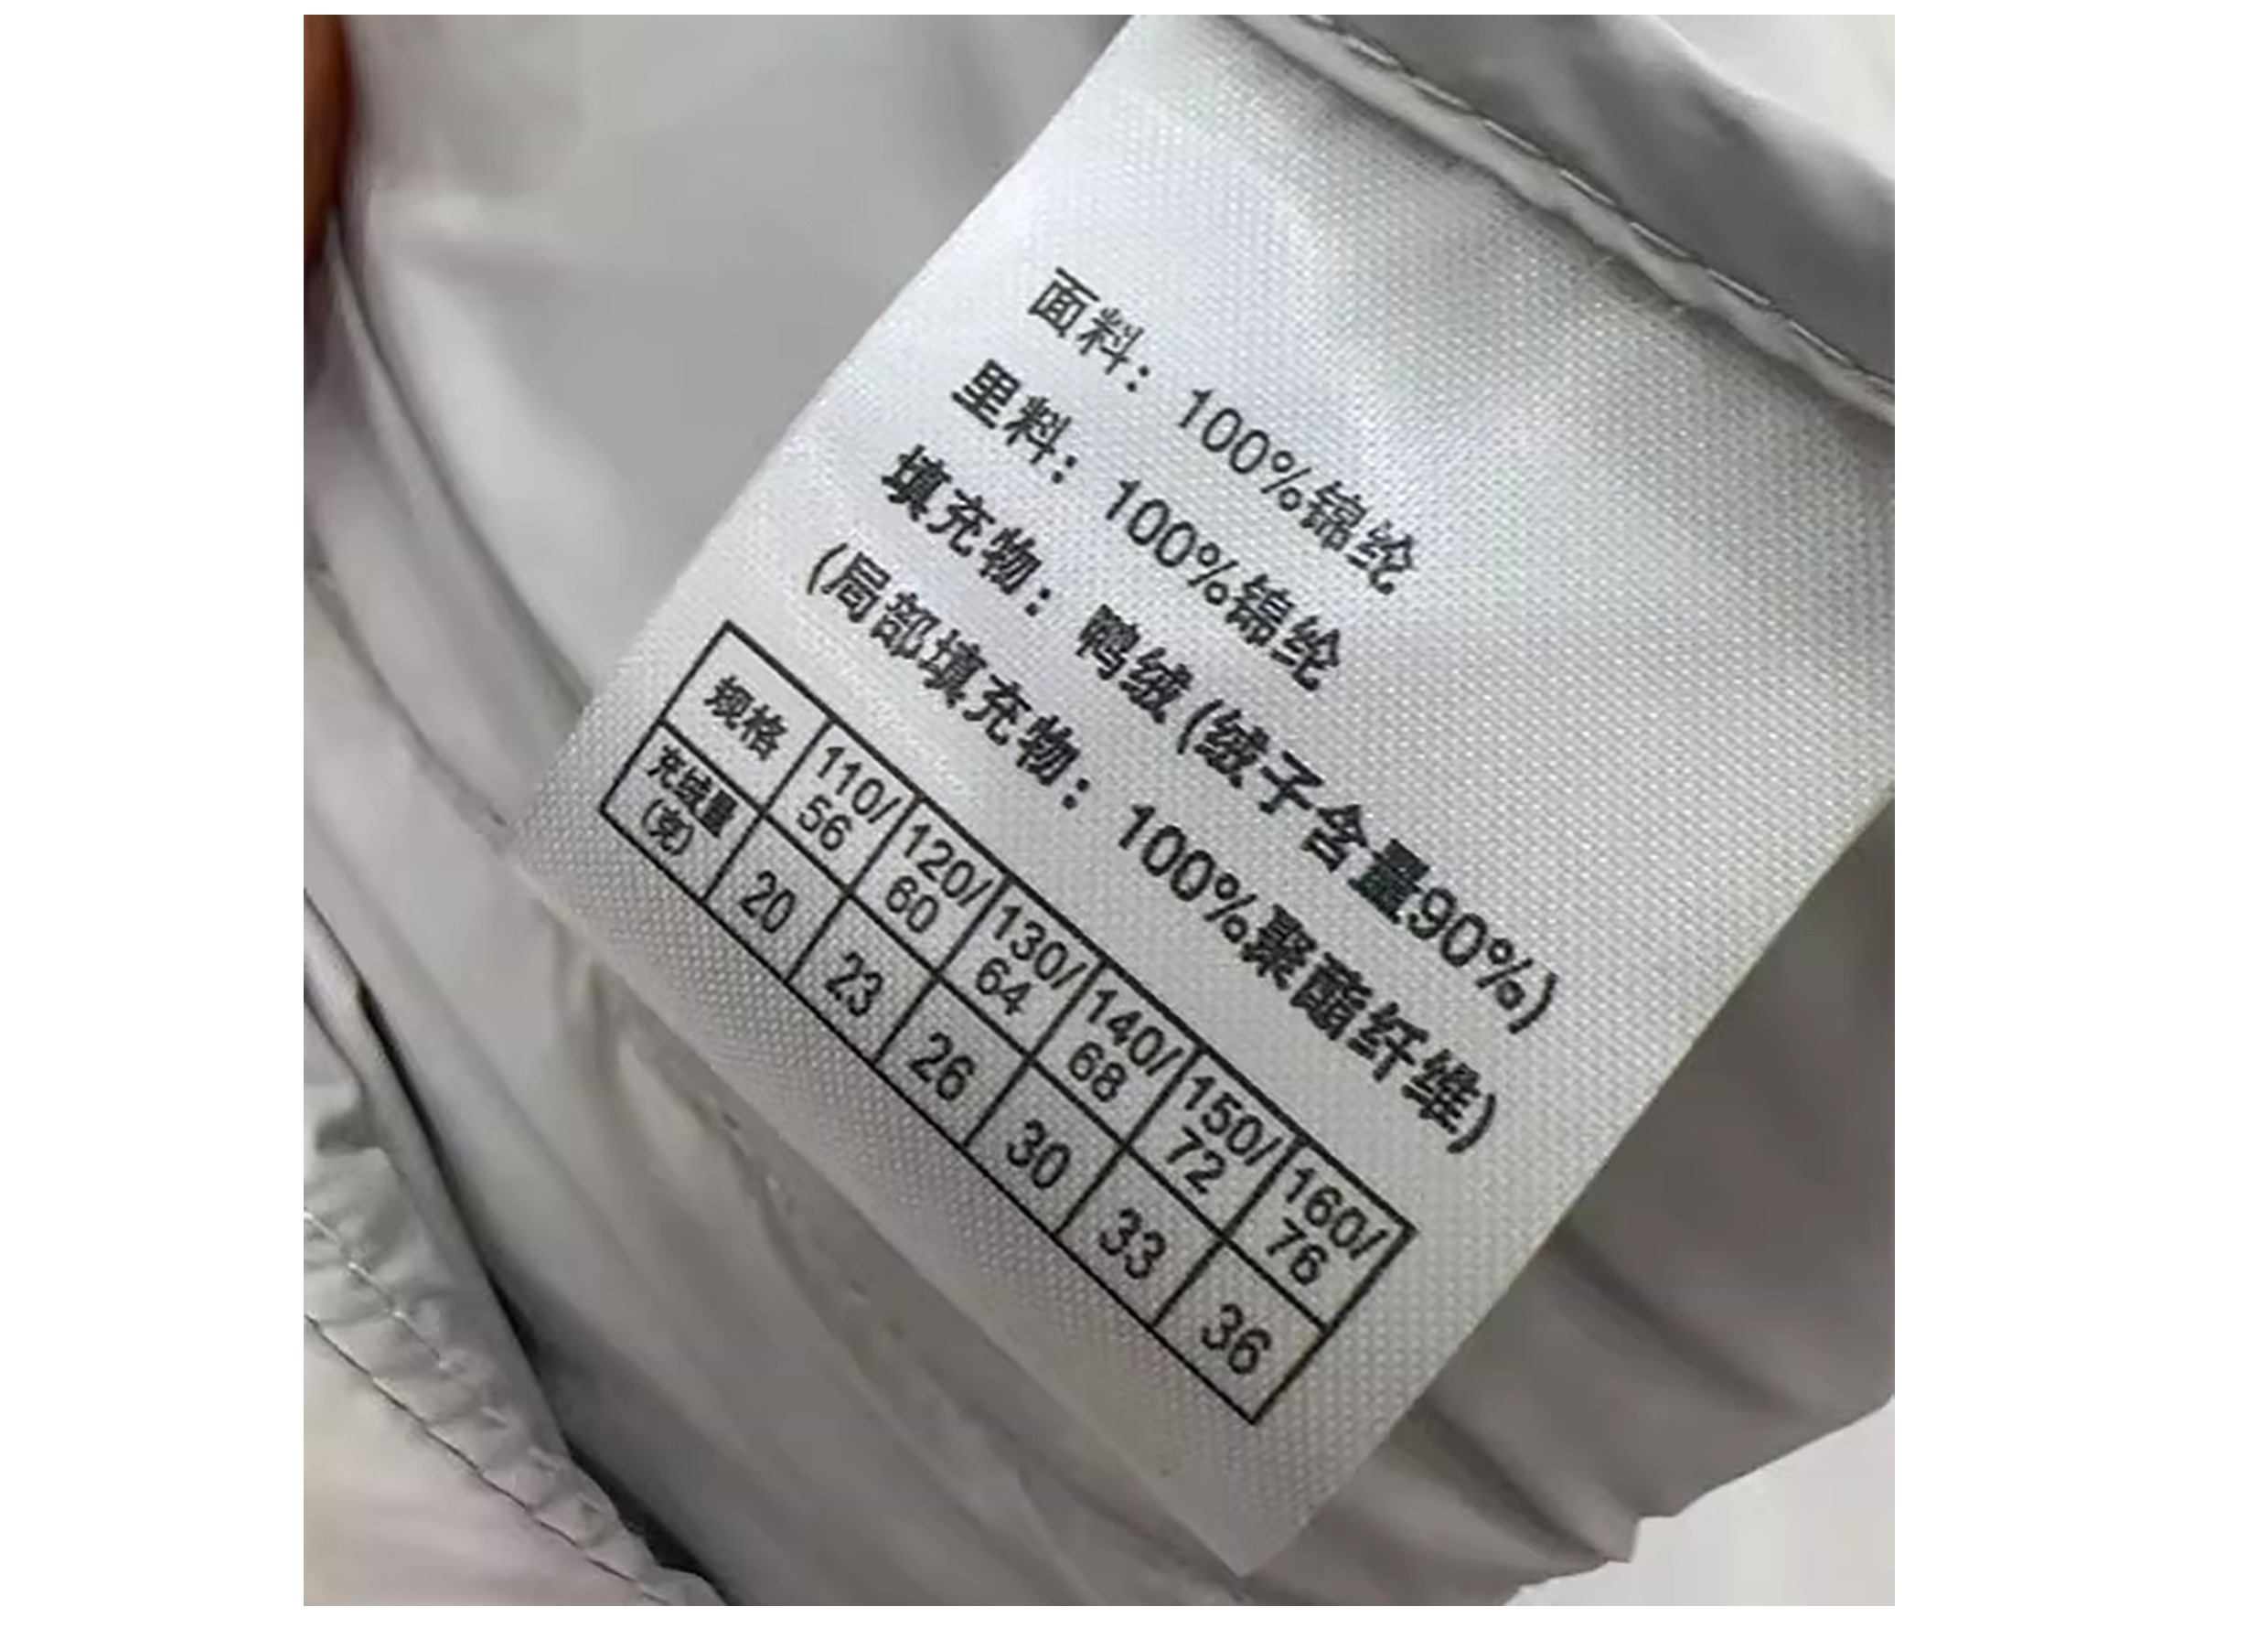 面料：100%锦纶
里料：100%锦纶
填充物：鸭绒(绒子含量90%)
(局部填充物：100%聚酯纤维)
规格 110/56 120/60 130/64 140/68 150/72 160/76
充绒量(克) 20 23 26 30 33 36